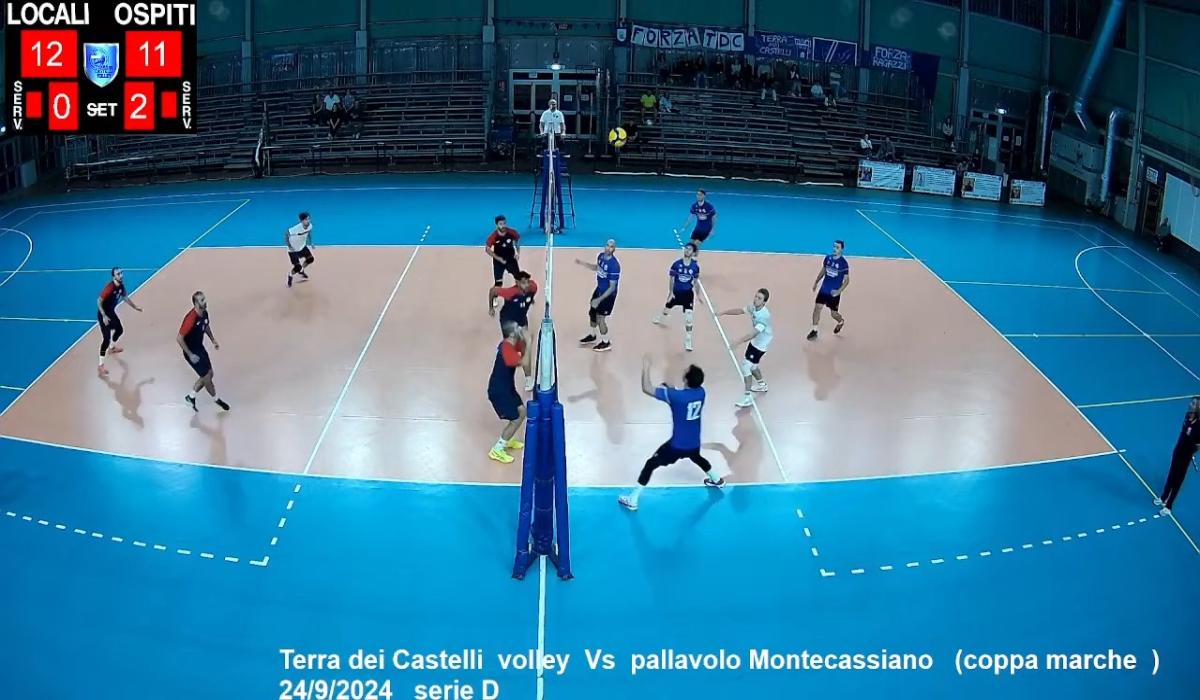 LOCALI OSPITI
12 11
SERV. 0 SET 2 SERV.
FORZA TDC
TERRA
CASTELLI
FORZA
RAGAZZI
12
Terra dei Castelli volley Vs pallavolo Montecassiano (coppa marche )
24/9/2024 serie D